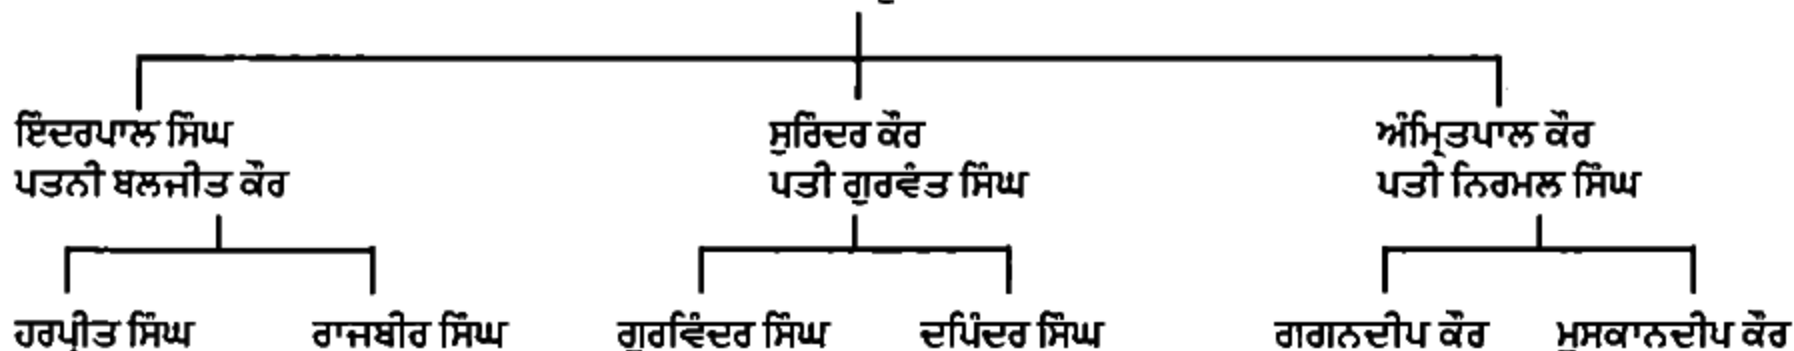 ਇੰਦਰਪਾਲ ਸਿੰਘ ਸੁਰਿੰਦਰ ਕੌਰ ਅੰਮ੍ਰਿਤਪਾਲ ਕੌਰ
ਪਤਨੀ ਬਲਜੀਤ ਕੌਰ ਪਤੀ ਗੁਰਵੰਤ ਸਿੰਘ ਪਤੀ ਨਿਰਮਲ ਸਿੰਘ
ਹਰਪ੍ਰੀਤ ਸਿੰਘ ਰਾਜਬੀਰ ਸਿੰਘ ਗੁਰਵਿੰਦਰ ਸਿੰਘ ਦਪਿੰਦਰ ਸਿੰਘ ਗਗਨਦੀਪ ਕੌਰ ਮੁਸਕਾਨਦੀਪ ਕੌਰ